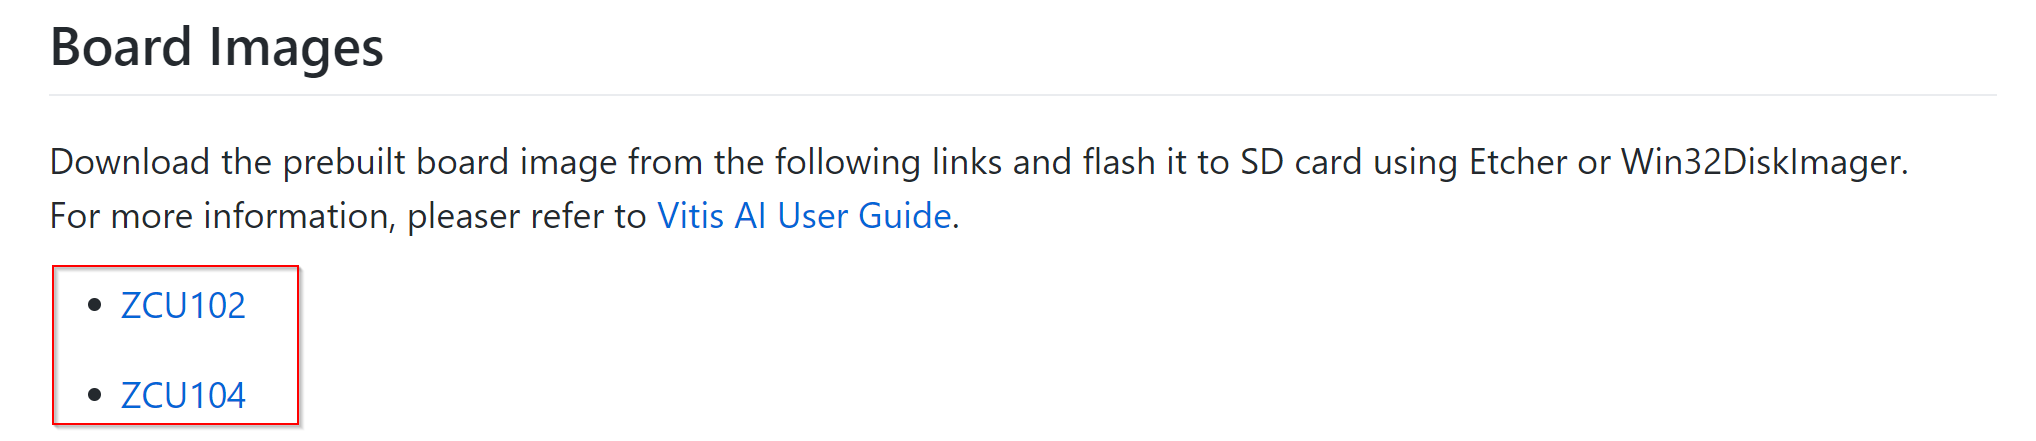 Board Images
Download the prebuilt board image from the following links and flash it to SD card using Etcher or Win32DiskImager.
For more information, pleaser refer to Vitis AI User Guide.
ZCU102
ZCU104